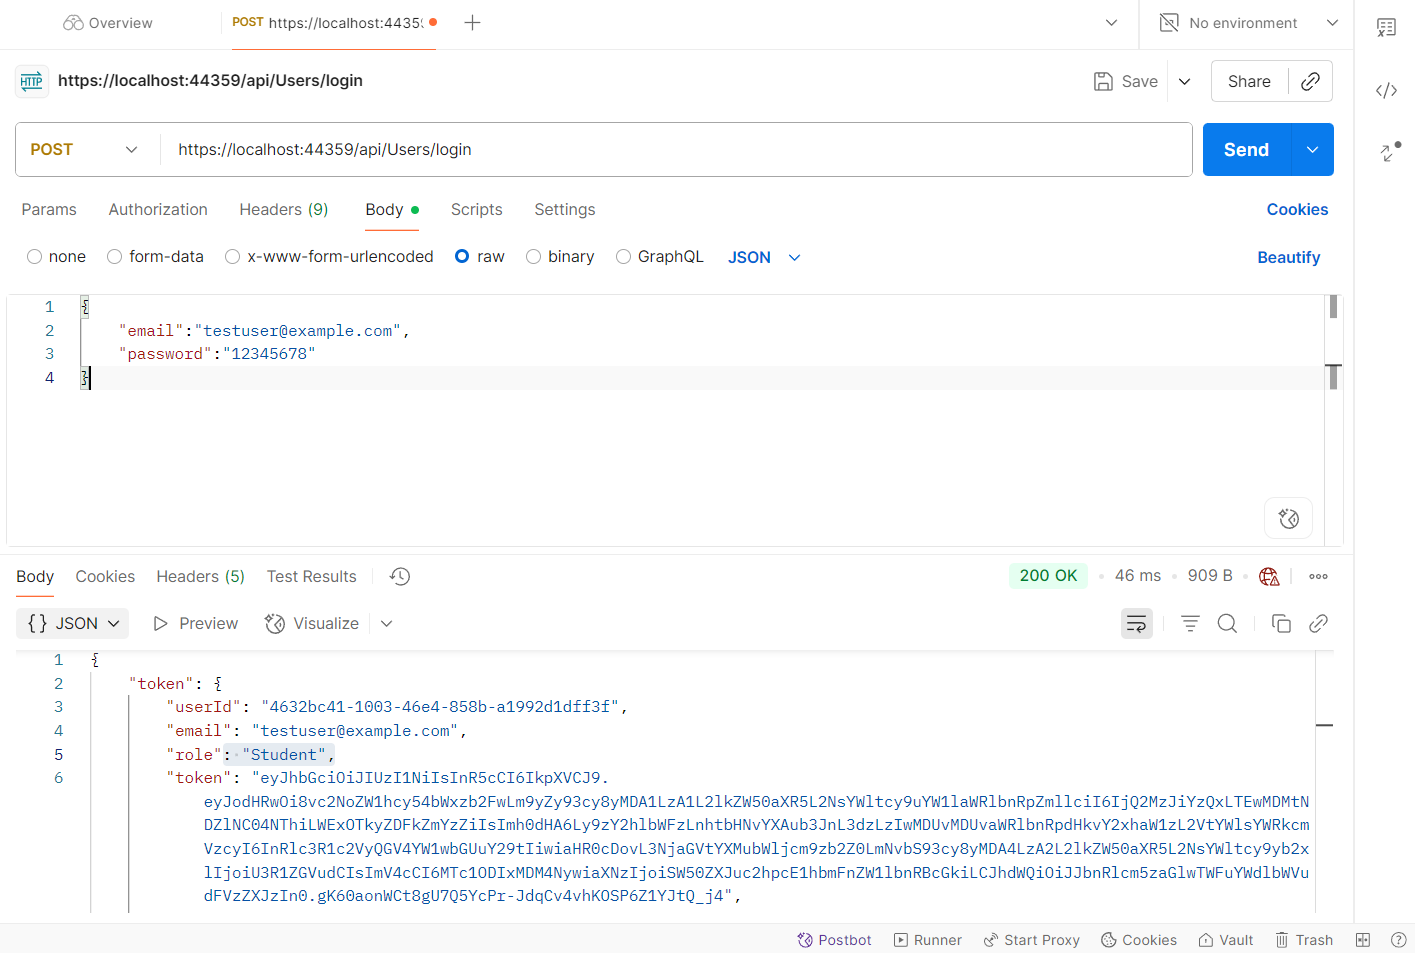 Overview
POST https://localhost:4435
No environment
HTTP https://localhost:44359/api/Users/login
Save
Share
POST
https://localhost:44359/api/Users/login
Send
Params Authorization Headers (9) Body Scripts Settings Cookies
none form-data x-www-form-urlencoded raw binary GraphQL JSON Beautify
1 {
2 "email":"testuser@example.com",
3 "password":"12345678"
4 }
Body Cookies Headers (5) Test Results 200 OK 46 ms 909 B
{} JSON Preview Visualize
1 {
2 "token": {
3 "userId": "4632bc41-1003-46e4-858b-a1992d1dff3f",
4 "email": "testuser@example.com",
5 "role": "Student",
6 "token": "eyJhbGciOiJIUzI1NiIsInR5cCI6IkpXVCJ9.
eyJodHRwOi8vc2NoZW1hcy54bWxzb2FwLm9yZy93cy8yMDA1LzA1L2lkZW50aXR5L2NsYWltcy9uYW1laWRlbnRpZmllciI6IjQ2MzJiYzQxLTEwMDMtN
DZlNC04NThiLWExOTkyZDFkZmYzZiIsImh0dHA6Ly9zY2hlbWFzLnhtbHNvYXAub3JnL3dzLzIwMDUvMDUvaWRlbnRpdHkvY2xhaW1zL2VtYWlsYWRkcm
VzcyI6InRlc3R1c2VyQGV4YW1wbGUuY29tIiwiaHR0cDovL3NjaGVtYXMubWljcm9zb2Z0LmNvbS93cy8yMDA4LzA2L2lkZW50aXR5L2NsYWltcy9yb2x
lIjoiU3R1ZGVudCIsImV4cCI6MTc1ODIxMDM4NywiaXNzIjoiSW50ZXJuc2hpcE1hbmFnZW1lbnRBcGkiLCJhdWQiOiJJbnRlcm5zaGlwTWFuYWdlbWVu
dFVzZXJzIn0.gK60aonWCt8gU7Q5YcPr-JdqCv4vhKOSP6Z1YJtQ_j4",
Postbot Runner Start Proxy Cookies Vault Trash